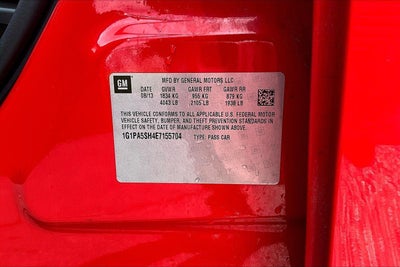 GM
MFD BY GENERAL MOTORS LLC
DATE GVWR GAWR FRT GAWR RR
08/13 1834 KG 955 KG 879 KG
4043 LB 2105 LB 1938 LB
THIS VEHICLE CONFORMS TO ALL APPLICABLE U.S. FEDERAL MOTOR
VEHICLE SAFETY, BUMPER, AND THEFT PREVENTION STANDARDS IN
EFFECT ON THE DATE OF MANUFACTURE SHOWN ABOVE.
1G1PA5SH4E7155704 TYPE: PASS CAR